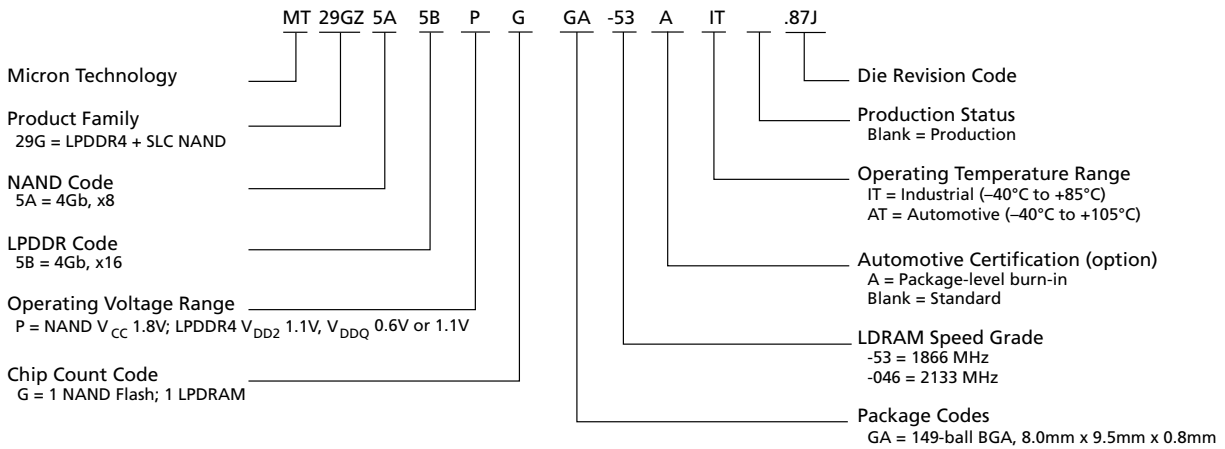 MT 29GZ 5A 5B P G GA -53 A IT .87J
Micron Technology
Product Family
29G = LPDDR4 + SLC NAND
NAND Code
5A = 4Gb, x8
LPDDR Code
5B = 4Gb, x16
Operating Voltage Range
P = NAND VCC 1.8V; LPDDR4 VDD2 1.1V, VDDQ 0.6V or 1.1V
Chip Count Code
G = 1 NAND Flash; 1 LPDRAM
Die Revision Code
Production Status
Blank = Production
Operating Temperature Range
IT = Industrial (–40°C to +85°C)
AT = Automotive (–40°C to +105°C)
Automotive Certification (option)
A = Package-level burn-in
Blank = Standard
LDRAM Speed Grade
-53 = 1866 MHz
-046 = 2133 MHz
Package Codes
GA = 149-ball BGA, 8.0mm x 9.5mm x 0.8mm